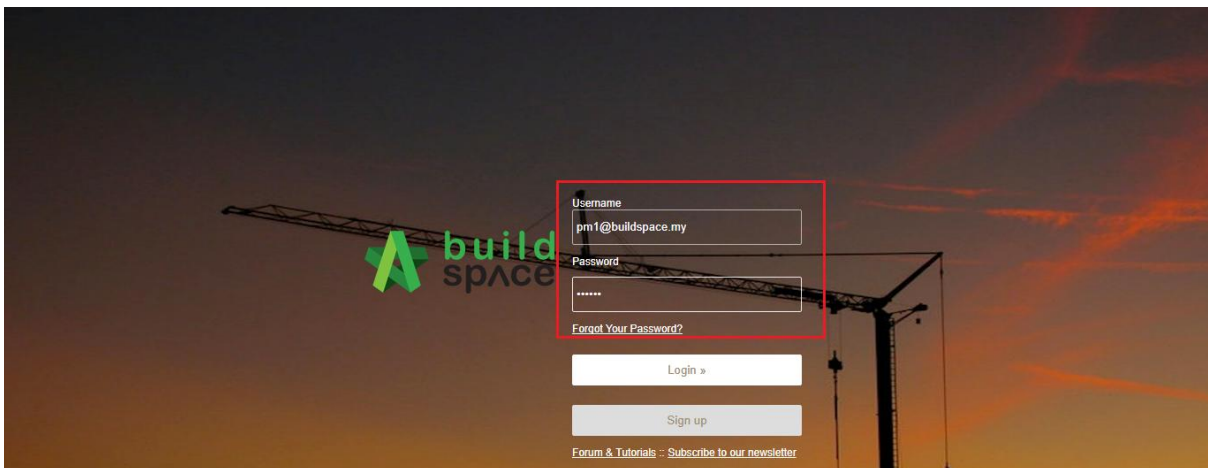 Username
pm1@buildspace.my
build
spʌce
Password
••••••
Forgot Your Password?
Login »
Sign up
Forum & Tutorials :: Subscribe to our newsletter